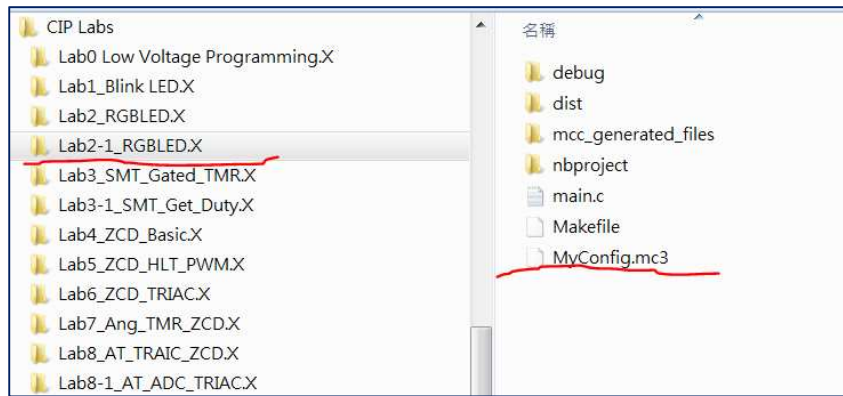 CIP Labs
Lab0 Low Voltage Programming.X
Lab1_Blink LED.X
Lab2_RGBLED.X
Lab2-1_RGBLED.X
Lab3_SMT_Gated_TMR.X
Lab3-1_SMT_Get_Duty.X
Lab4_ZCD_Basic.X
Lab5_ZCD_HLT_PWM.X
Lab6_ZCD_TRIAC.X
Lab7_Ang_TMR_ZCD.X
Lab8_AT_TRAIC_ZCD.X
Lab8-1_AT_ADC_TRIAC.X
名稱
debug
dist
mcc_generated_files
nbproject
main.c
Makefile
MyConfig.mc3